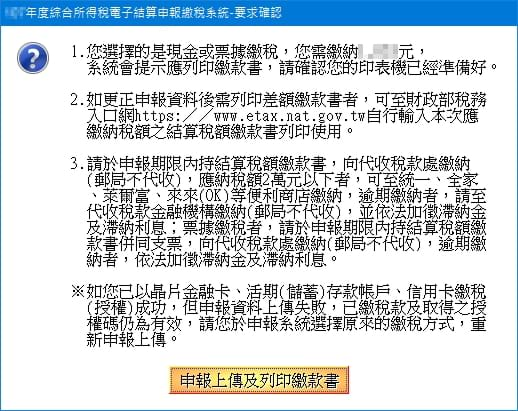 年度綜合所得稅電子結算申報繳稅系統-要求確認
1.您選擇的是現金或票據繳稅，您需繳納元，
系統會提示應列印繳款書，請確認您的印表機已經準備好。
2.如更正申報資料後需列印差額繳款書者，可至財政部稅務
入口網https://www.etax.nat.gov.tw自行輸入本次應
繳納稅額之結算稅額繳款書列印使用。
3.請於申報期限內持結算稅額繳款書，向代收稅款處繳納
(郵局不代收)，應納稅額2萬元以下者，可至統一、全家
、萊爾富、來來(OK)等便利商店繳納，逾期繳納者，請至
代收稅款金融機構繳納(郵局不代收)，並依法加徵滯納金
及滯納利息；票據繳稅者，請於申報期限內持結算稅額繳
款書併同支票，向代收稅款處繳納(郵局不代收)，逾期繳
納者，依法加徵滯納金及滯納利息。
※如您已以晶片金融卡、活期(儲蓄)存款帳戶、信用卡繳稅
(授權)成功，但申報資料上傳失敗，已繳稅款及取得之授
權碼仍為有效，請您於申報系統選擇原來的繳稅方式，重
新申報上傳。
申報上傳及列印繳款書